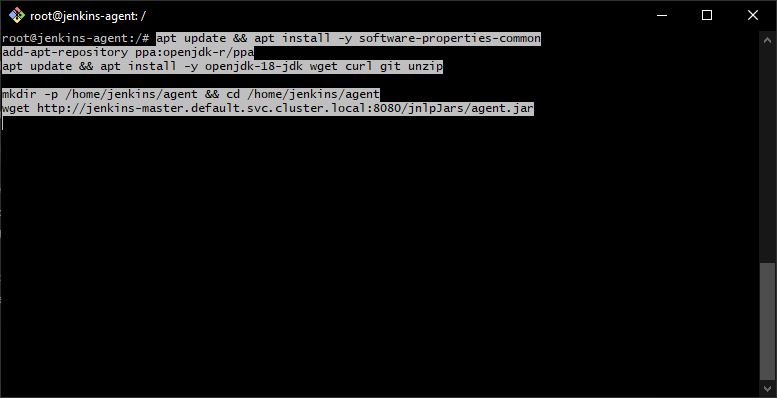 root@jenkins-agent: /
root@jenkins-agent:/# apt update && apt install -y software-properties-common
add-apt-repository ppa:openjdk-r/ppa
apt update && apt install -y openjdk-18-jdk wget curl git unzip
mkdir -p /home/jenkins/agent && cd /home/jenkins/agent
wget http://jenkins-master.default.svc.cluster.local:8080/jnlpJars/agent.jar